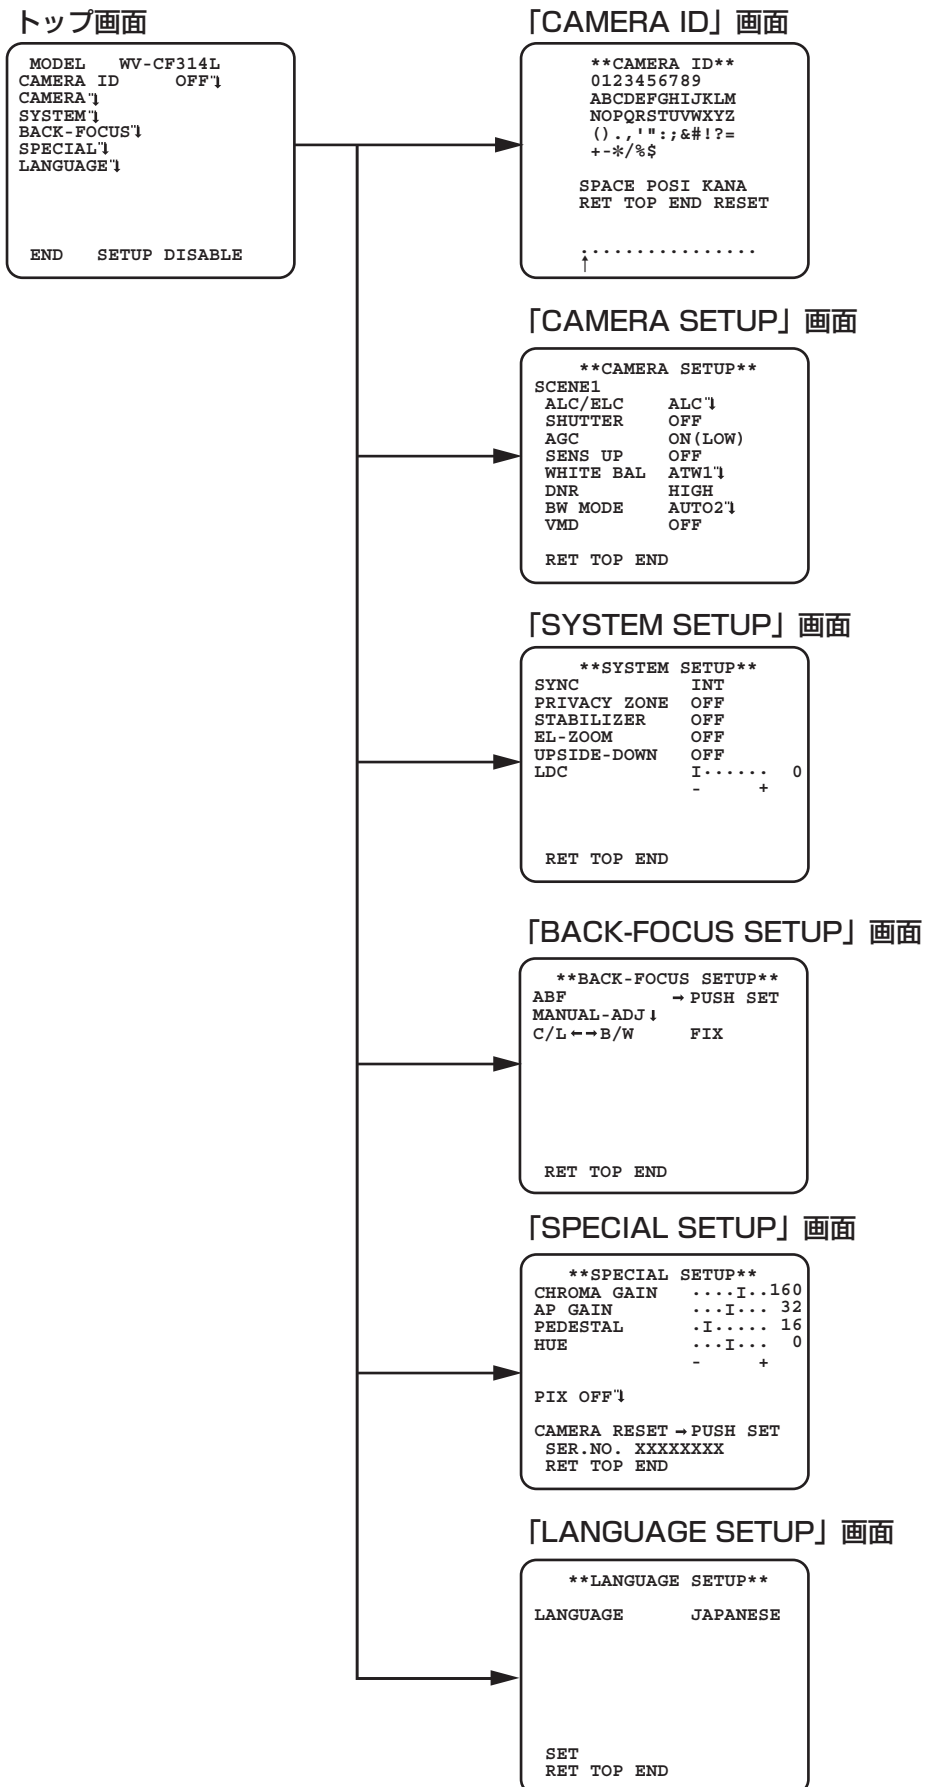 トップ画面
MODEL WV-CF314L
CAMERA ID OFF↓
CAMERA↓
SYSTEM↓
BACK-FOCUS↓
SPECIAL↓
LANGUAGE↓
END SETUP DISABLE
「CAMERA ID」画面
**CAMERA ID**
0123456789
ABCDEFGHIJKLM
NOPQRSTUVWXYZ
().,'":;&#!?=
+-*/%$
SPACE POSI KANA
RET TOP END RESET
................
↑
「CAMERA SETUP」画面
**CAMERA SETUP**
SCENE1
ALC/ELC ALC↓
SHUTTER OFF
AGC ON(LOW)
SENS UP OFF
WHITE BAL ATW1↓
DNR HIGH
BW MODE AUTO2↓
VMD OFF
RET TOP END
「SYSTEM SETUP」画面
**SYSTEM SETUP**
SYNC INT
PRIVACY ZONE OFF
STABILIZER OFF
EL-ZOOM OFF
UPSIDE-DOWN OFF
LDC I...... 0
- +
RET TOP END
「BACK-FOCUS SETUP」画面
**BACK-FOCUS SETUP**
ABF →PUSH SET
MANUAL-ADJ↓
C/L←→B/W FIX
RET TOP END
「SPECIAL SETUP」画面
**SPECIAL SETUP**
CHROMA GAIN ....I..160
AP GAIN ...I... 32
PEDESTAL .I..... 16
HUE ...I... 0
- +
PIX OFF↓
CAMERA RESET→PUSH SET
SER.NO. XXXXXXXX
RET TOP END
「LANGUAGE SETUP」画面
**LANGUAGE SETUP**
LANGUAGE JAPANESE
SET
RET TOP END